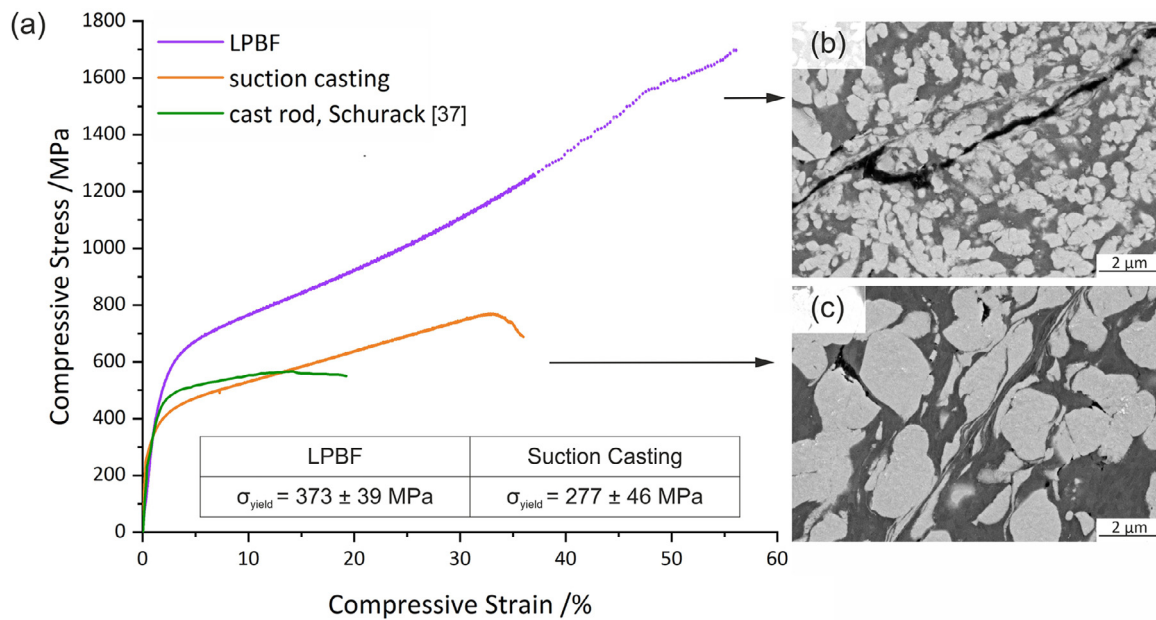 (a)
1800
1600
1400
1200
1000
800
600
400
200
0
Compressive Stress /MPa
LPBF
suction casting
cast rod, Schurack [37]
LPBF Suction Casting
σyield = 373 ± 39 MPa σyield = 277 ± 46 MPa
0 10 20 30 40 50 60
Compressive Strain /%
(b)
2 µm
(c)
2 µm